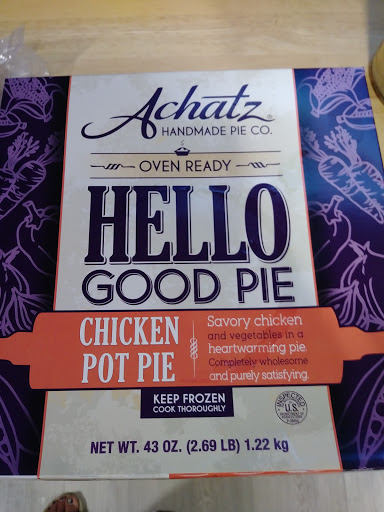 Achatz®
HANDMADE PIE CO.
OVEN READY
HELLO
GOOD PIE
CHICKEN
POT PIE
Savory chicken
and vegetables in a
heartwarming pie.
Completely wholesome
and purely satisfying.
KEEP FROZEN
COOK THOROUGHLY
INSPECTED
U.S.
NET WT. 43 OZ. (2.69 LB) 1.22 kg